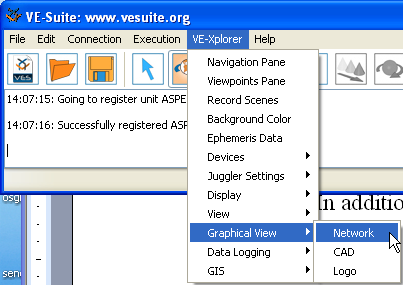 VE-Suite: www.vesuite.org
File Edit Connection Execution VE-Xplorer Help
VES
14:07:15: Going to register unit ASPE
14:07:16: Successfully registered ASP
Navigation Pane
Viewpoints Pane
Record Scenes
Background Color
Ephemeris Data
Devices
Juggler Settings
Display
View
Graphical View
Data Logging
GIS
Network
CAD
Logo
osg
In additio
send